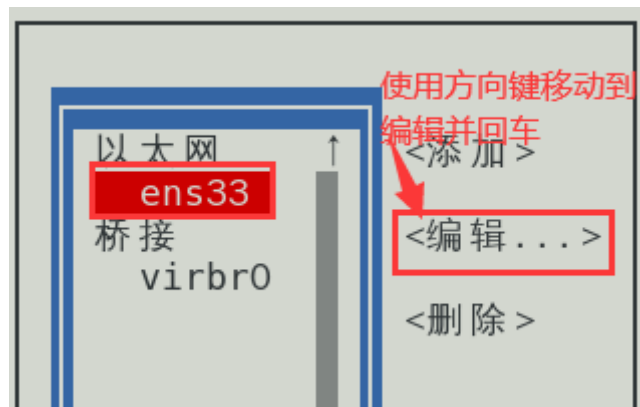 使用方向键移动到
编辑并回车
以太网 ↑
<添加>
ens33
<编辑...>
桥接
virbr0
<删除>